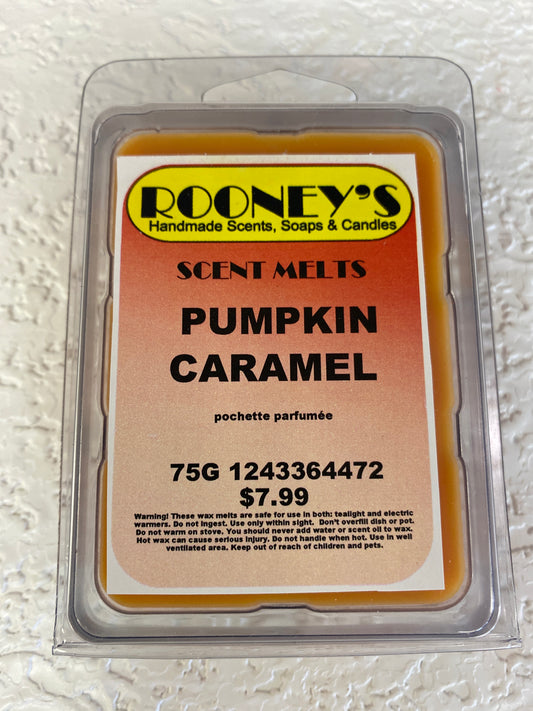 ROONEY'S
Handmade Scents, Soaps & Candles
SCENT MELTS
PUMPKIN
CARAMEL
pochette parfumée
75G 1243364472
$7.99
Warning! These wax melts are safe for use in both: tealight and electric
warmers. Do not ingest. Use only within sight. Don't overfill dish or pot.
Do not warm on stove. You should never add water or scent oil to wax.
Hot wax can cause serious injury. Do not handle when hot. Use in well
ventilated area. Keep out of reach of children and pets.